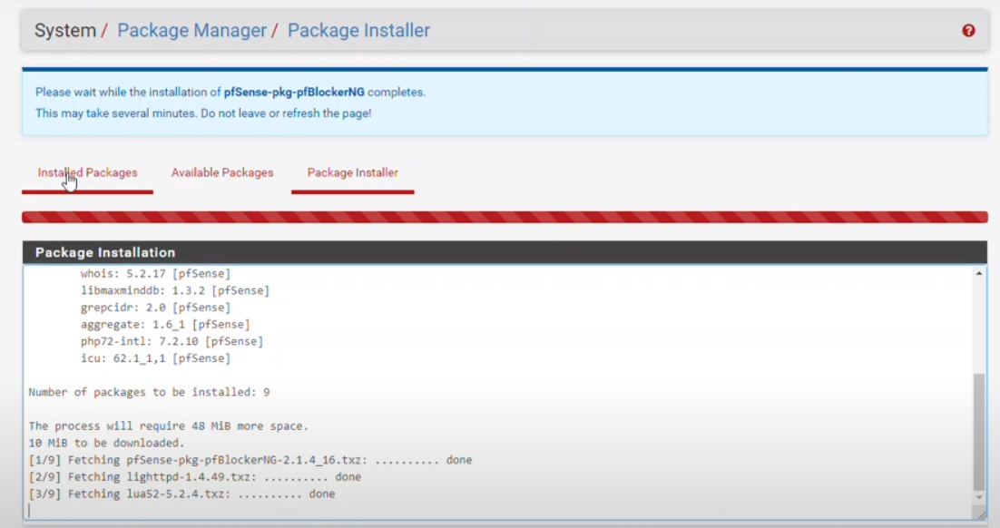 System / Package Manager / Package Installer
Please wait while the installation of pfSense-pkg-pfBlockerNG completes.
This may take several minutes. Do not leave or refresh the page!
Installed Packages Available Packages Package Installer
Package Installation
whois: 5.2.17 [pfSense]
libmaxminddb: 1.3.2 [pfSense]
grepcidr: 2.0 [pfSense]
aggregate: 1.6_1 [pfSense]
php72-intl: 7.2.10 [pfSense]
icu: 62.1_1,1 [pfSense]
Number of packages to be installed: 9
The process will require 48 MiB more space.
10 MiB to be downloaded.
[1/9] Fetching pfSense-pkg-pfBlockerNG-2.1.4_16.txz: .......... done
[2/9] Fetching lighttpd-1.4.49.txz: .......... done
[3/9] Fetching lua52-5.2.4.txz: .......... done